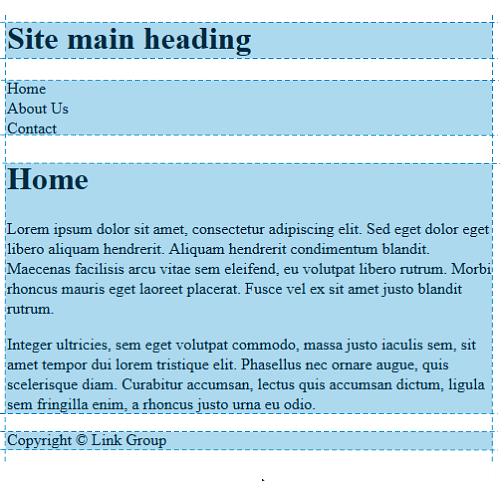 Site main heading
Home
About Us
Contact
Home
Lorem ipsum dolor sit amet, consectetur adipiscing elit. Sed eget dolor eget
libero aliquam hendrerit. Aliquam hendrerit condimentum blandit.
Maecenas facilisis arcu vitae sem eleifend, eu volutpat libero rutrum. Morbi
rhoncus mauris eget laoreet placerat. Fusce vel ex sit amet justo blandit
rutrum.
Integer ultricies, sem eget volutpat commodo, massa justo iaculis sem, sit
amet tempor dui lorem tristique elit. Phasellus nec ornare augue, quis
scelerisque diam. Curabitur accumsan, lectus quis accumsan dictum, ligula
sem fringilla enim, a rhoncus justo urna eu odio.
Copyright © Link Group